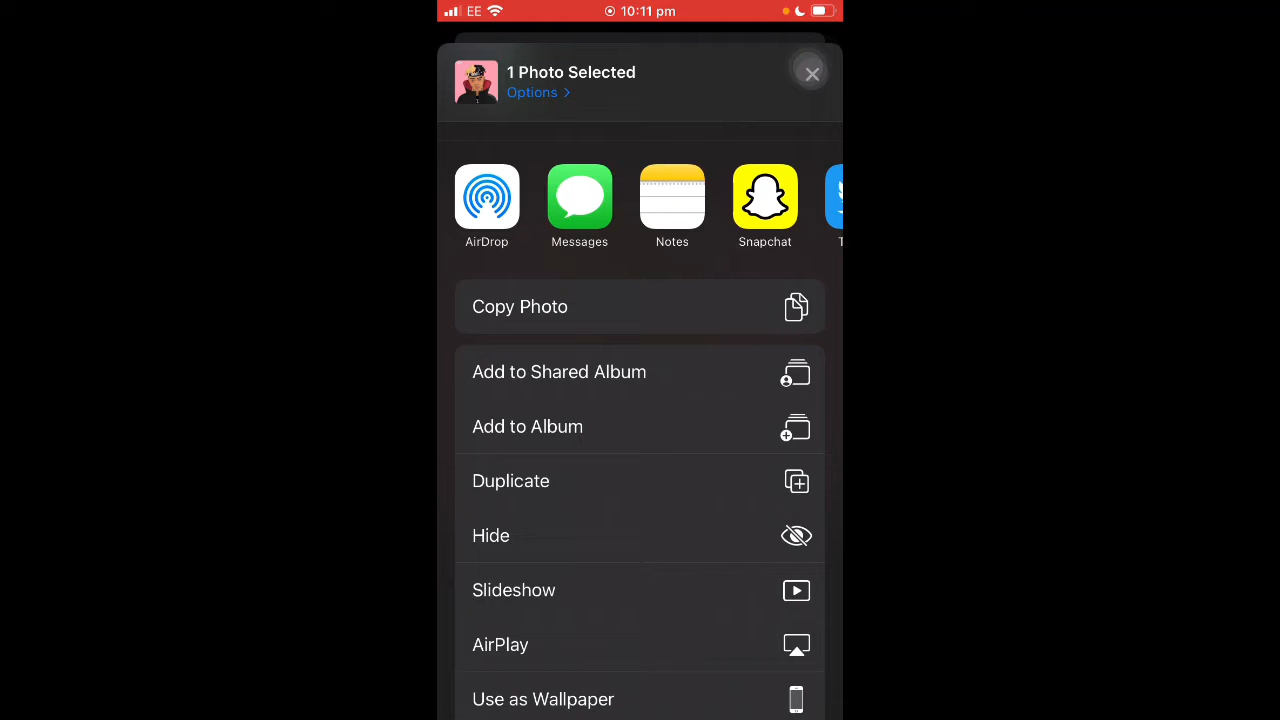 EE 10:11 pm
1 Photo Selected
Options
AirDrop Messages Notes Snapchat
Copy Photo
Add to Shared Album
Add to Album
Duplicate
Hide
Slideshow
AirPlay
Use as Wallpaper